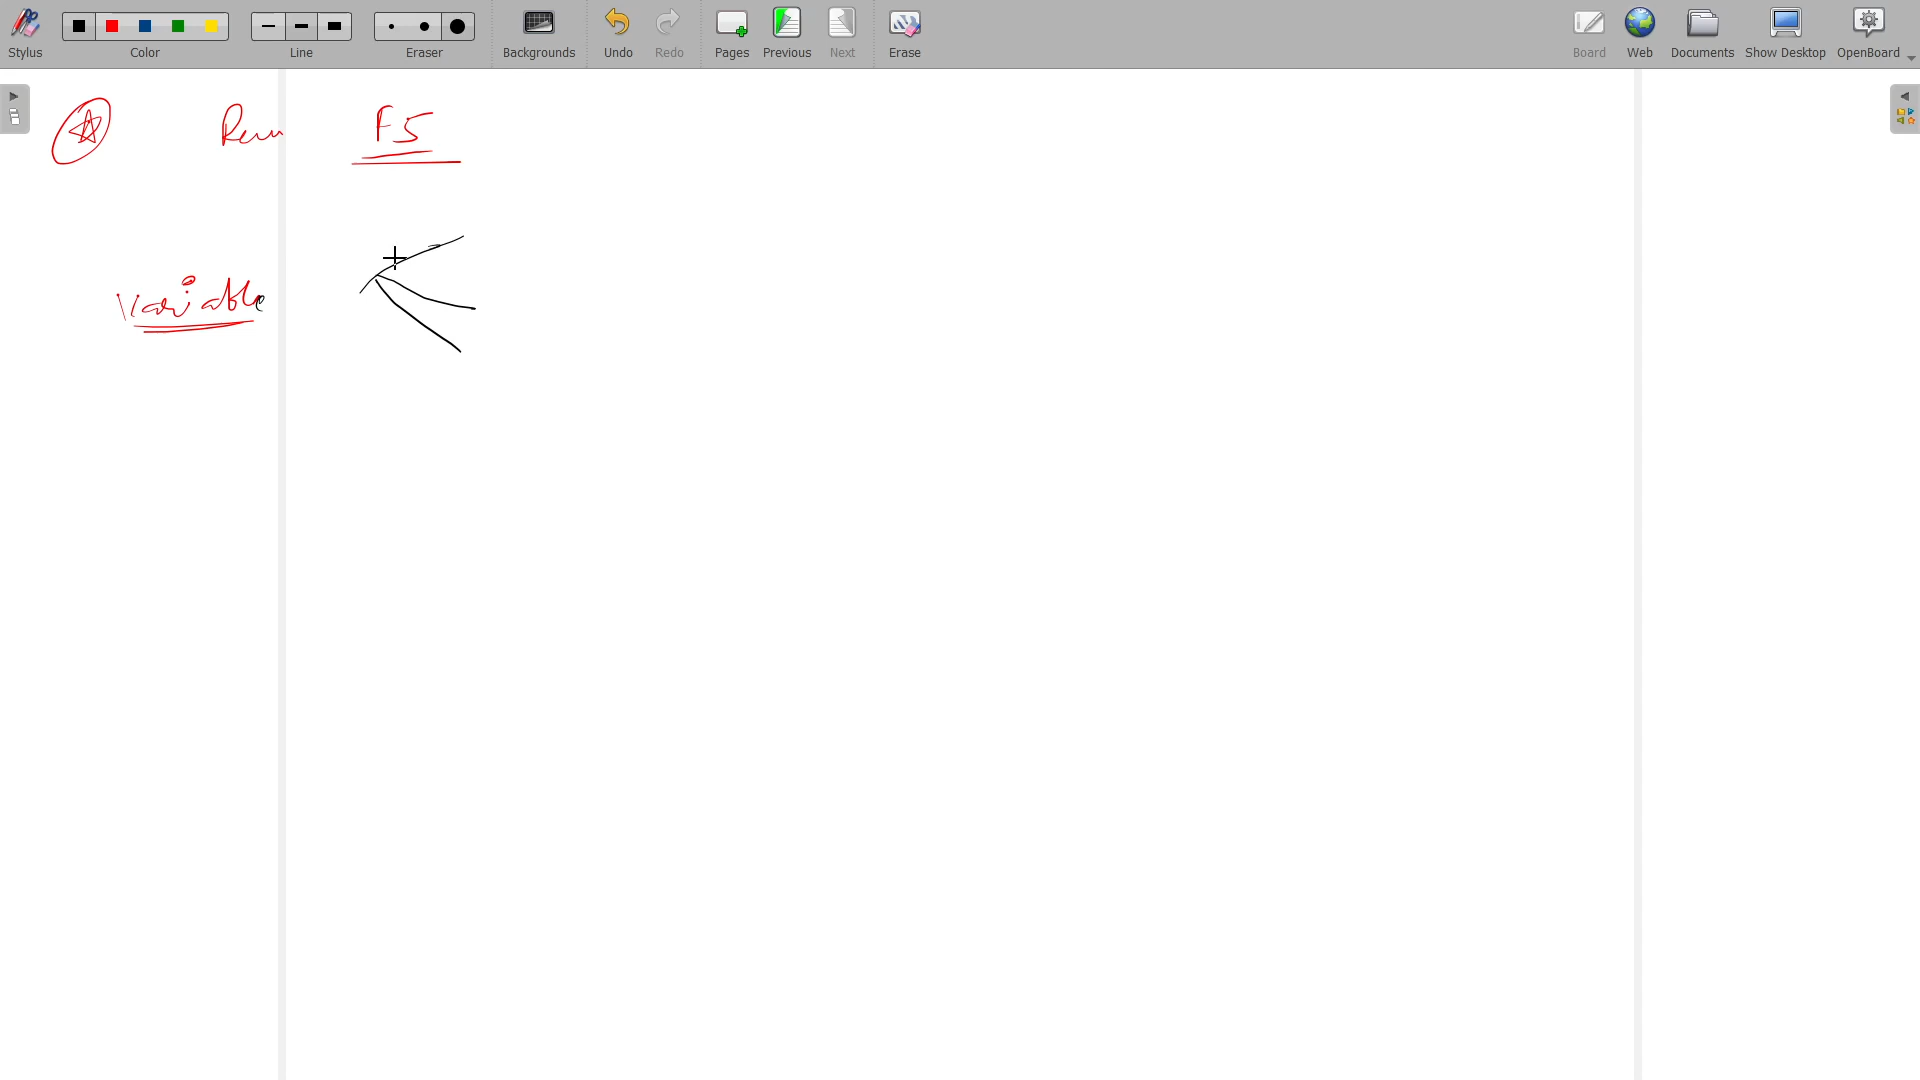 Stylus Color Line Eraser Backgrounds Undo Redo Pages Previous Next Erase Board Web Documents Show Desktop OpenBoard
F5
Variable